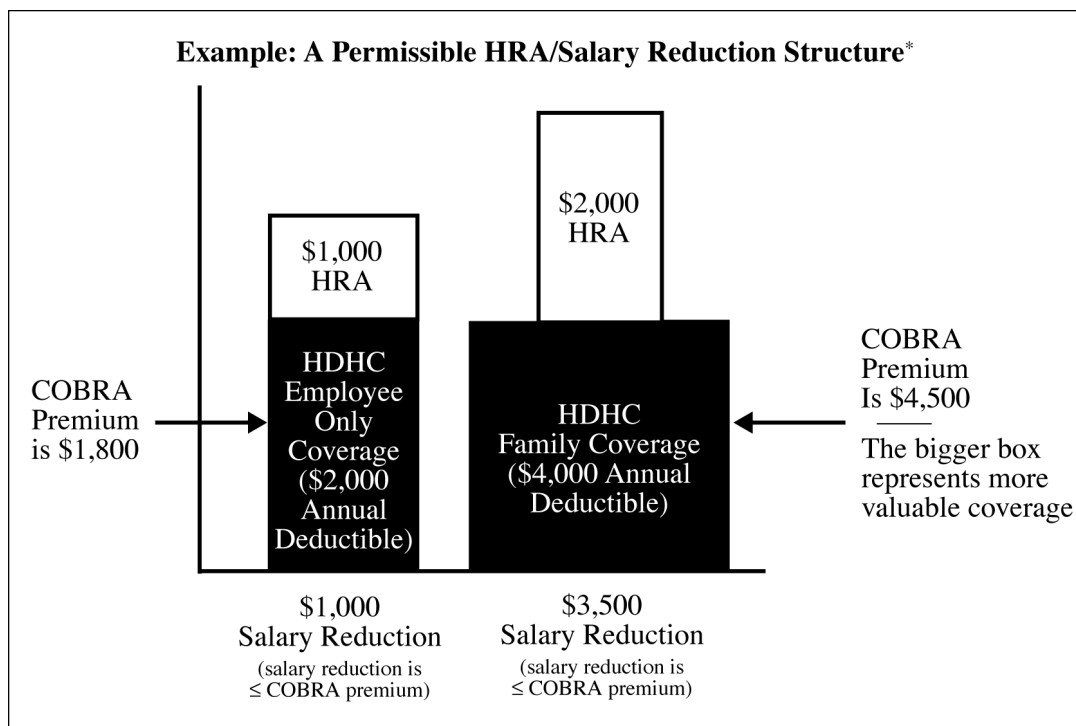 Example: A Permissible HRA/Salary Reduction Structure*
$1,000
HRA
$2,000
HRA
COBRA
Premium
is $1,800
HDHC
Employee
Only
Coverage
($2,000
Annual
Deductible)
HDHC
Family Coverage
($4,000 Annual
Deductible)
COBRA
Premium
Is $4,500
The bigger box
represents more
valuable coverage
$1,000
Salary Reduction
(salary reduction is
≤ COBRA premium)
$3,500
Salary Reduction
(salary reduction is
≤ COBRA premium)